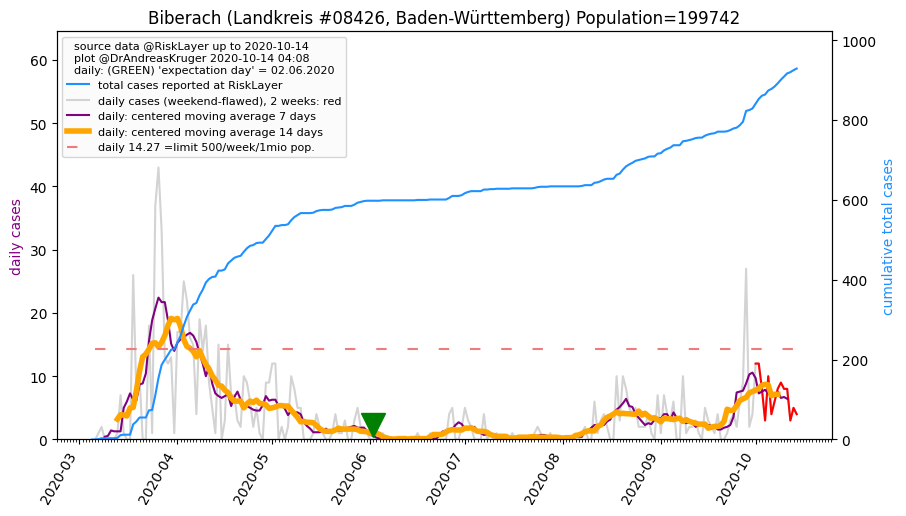 Biberach (Landkreis #08426, Baden-Württemberg) Population=199742
source data @RiskLayer up to 2020-10-14
plot @DrAndreasKruger 2020-10-14 04:08
daily: (GREEN) 'expectation day' = 02.06.2020
total cases reported at RiskLayer
daily cases (weekend-flawed), 2 weeks: red
daily: centered moving average 7 days
daily: centered moving average 14 days
daily 14.27 =limit 500/week/1mio pop.
daily cases
60
50
40
30
20
10
0
cumulative total cases
1000
800
600
400
200
0
2020-03
2020-04
2020-05
2020-06
2020-07
2020-08
2020-09
2020-10